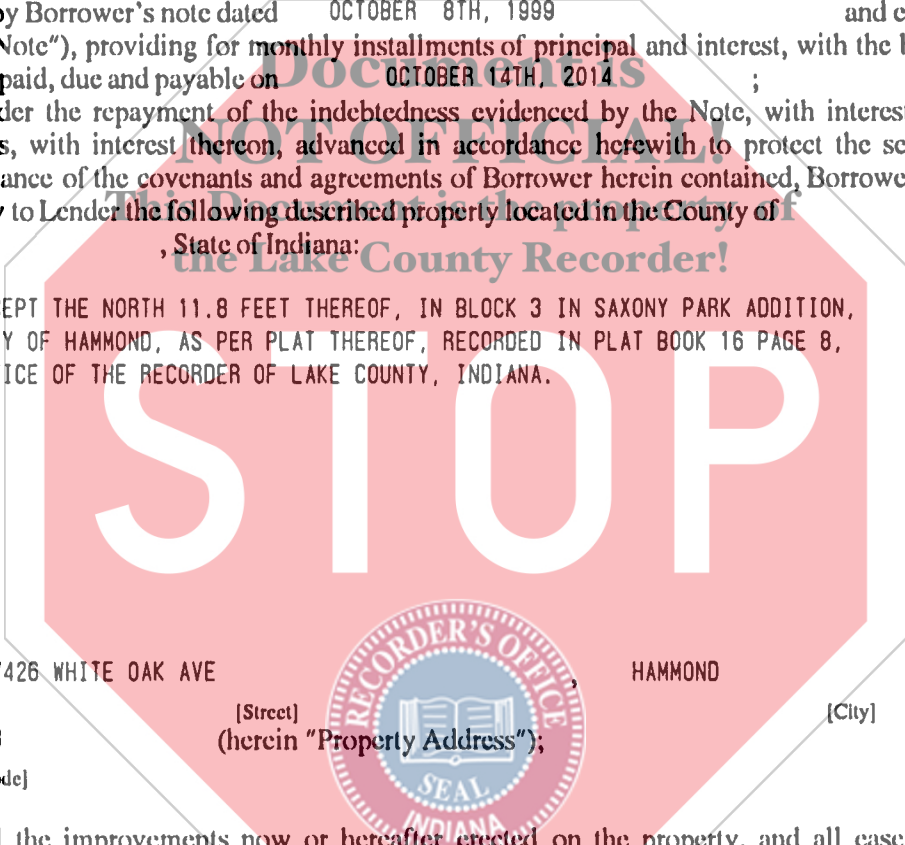 by Borrower's note dated OCTOBER 8TH, 1999 and e
Note"), providing for monthly installments of principal and interest, with the b
paid, due and payable on OCTOBER 14TH, 2014 ;
Document is
der the repayment of the indebtedness evidenced by the Note, with interest
NOT OFFICIAL!
s, with interest thereon, advanced in accordance herewith to protect the se
ance of the covenants and agreements of Borrower herein contained, Borrowe
This Document is the property of
to Lender the following described property located in the County of
, State of Indiana:
the Lake County Recorder!
EPT THE NORTH 11.8 FEET THEREOF, IN BLOCK 3 IN SAXONY PARK ADDITION,
Y OF HAMMOND, AS PER PLAT THEREOF, RECORDED IN PLAT BOOK 16 PAGE 8,
ICE OF THE RECORDER OF LAKE COUNTY, INDIANA.
STOP
7426 WHITE OAK AVE , HAMMOND
[Street] [City]
(herein "Property Address");
de]
RECORDER'S OFFICE
SEAL
INDIANA
the improvements now or hereafter erected on the property, and all ease